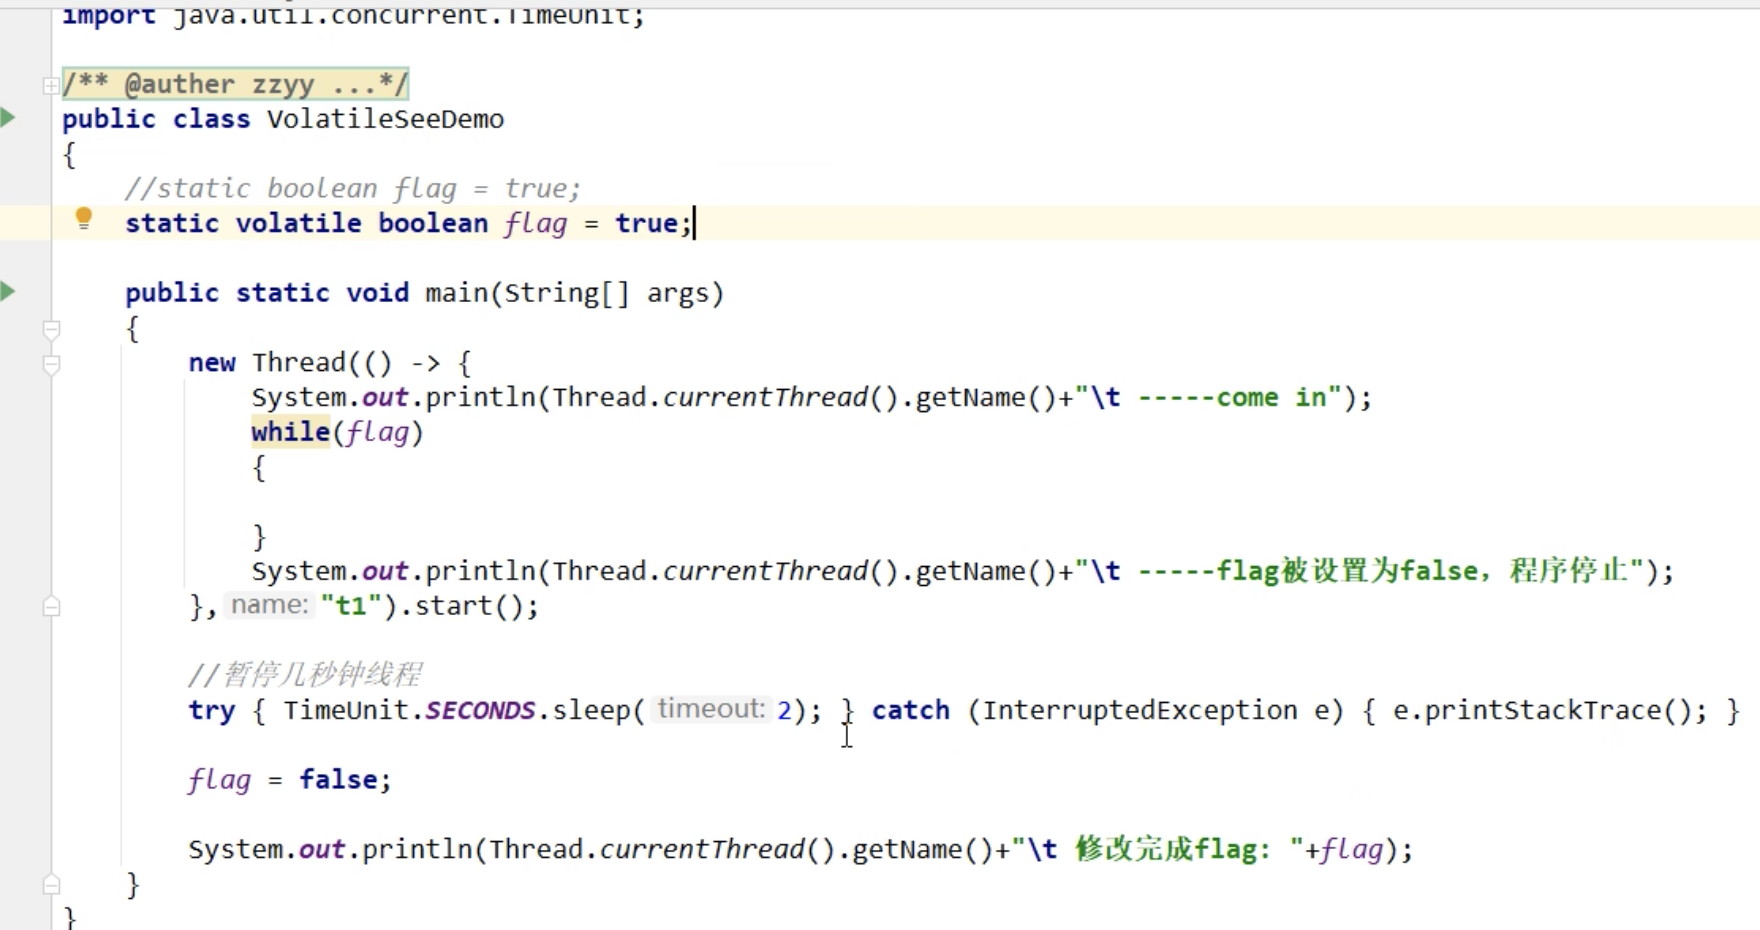 import java.util.concurrent.TimeUnit;
/** @auther zzyy ...*/
public class VolatileSeeDemo
{
//static boolean flag = true;
static volatile boolean flag = true;
public static void main(String[] args)
{
new Thread(() -> {
System.out.println(Thread.currentThread().getName()+"\t -----come in");
while(flag)
{
}
System.out.println(Thread.currentThread().getName()+"\t -----flag被设置为false，程序停止");
}, name: "t1").start();
//暂停几秒钟线程
try { TimeUnit.SECONDS.sleep( timeout: 2); } catch (InterruptedException e) { e.printStackTrace(); }
flag = false;
System.out.println(Thread.currentThread().getName()+"\t 修改完成flag: "+flag);
}
}